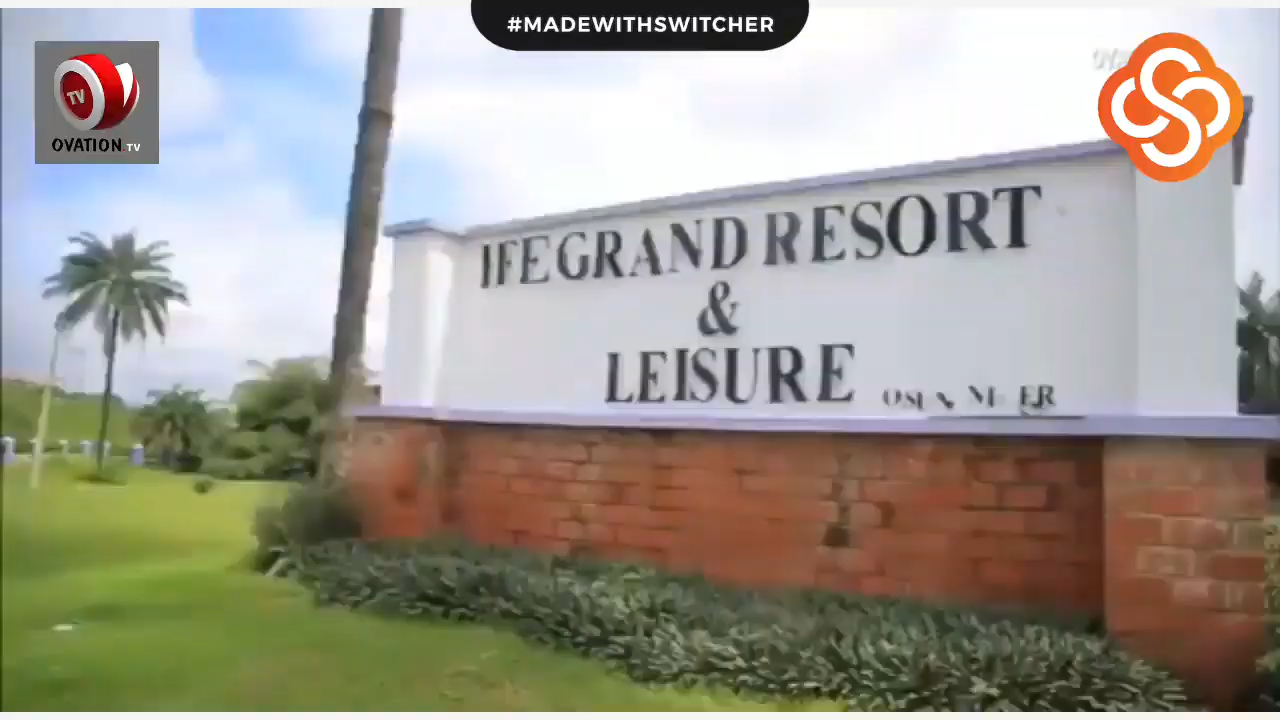 #MADEWITHSWITCHER
TV
OVATION.TV
IFE GRAND RESORT
&
LEISURE